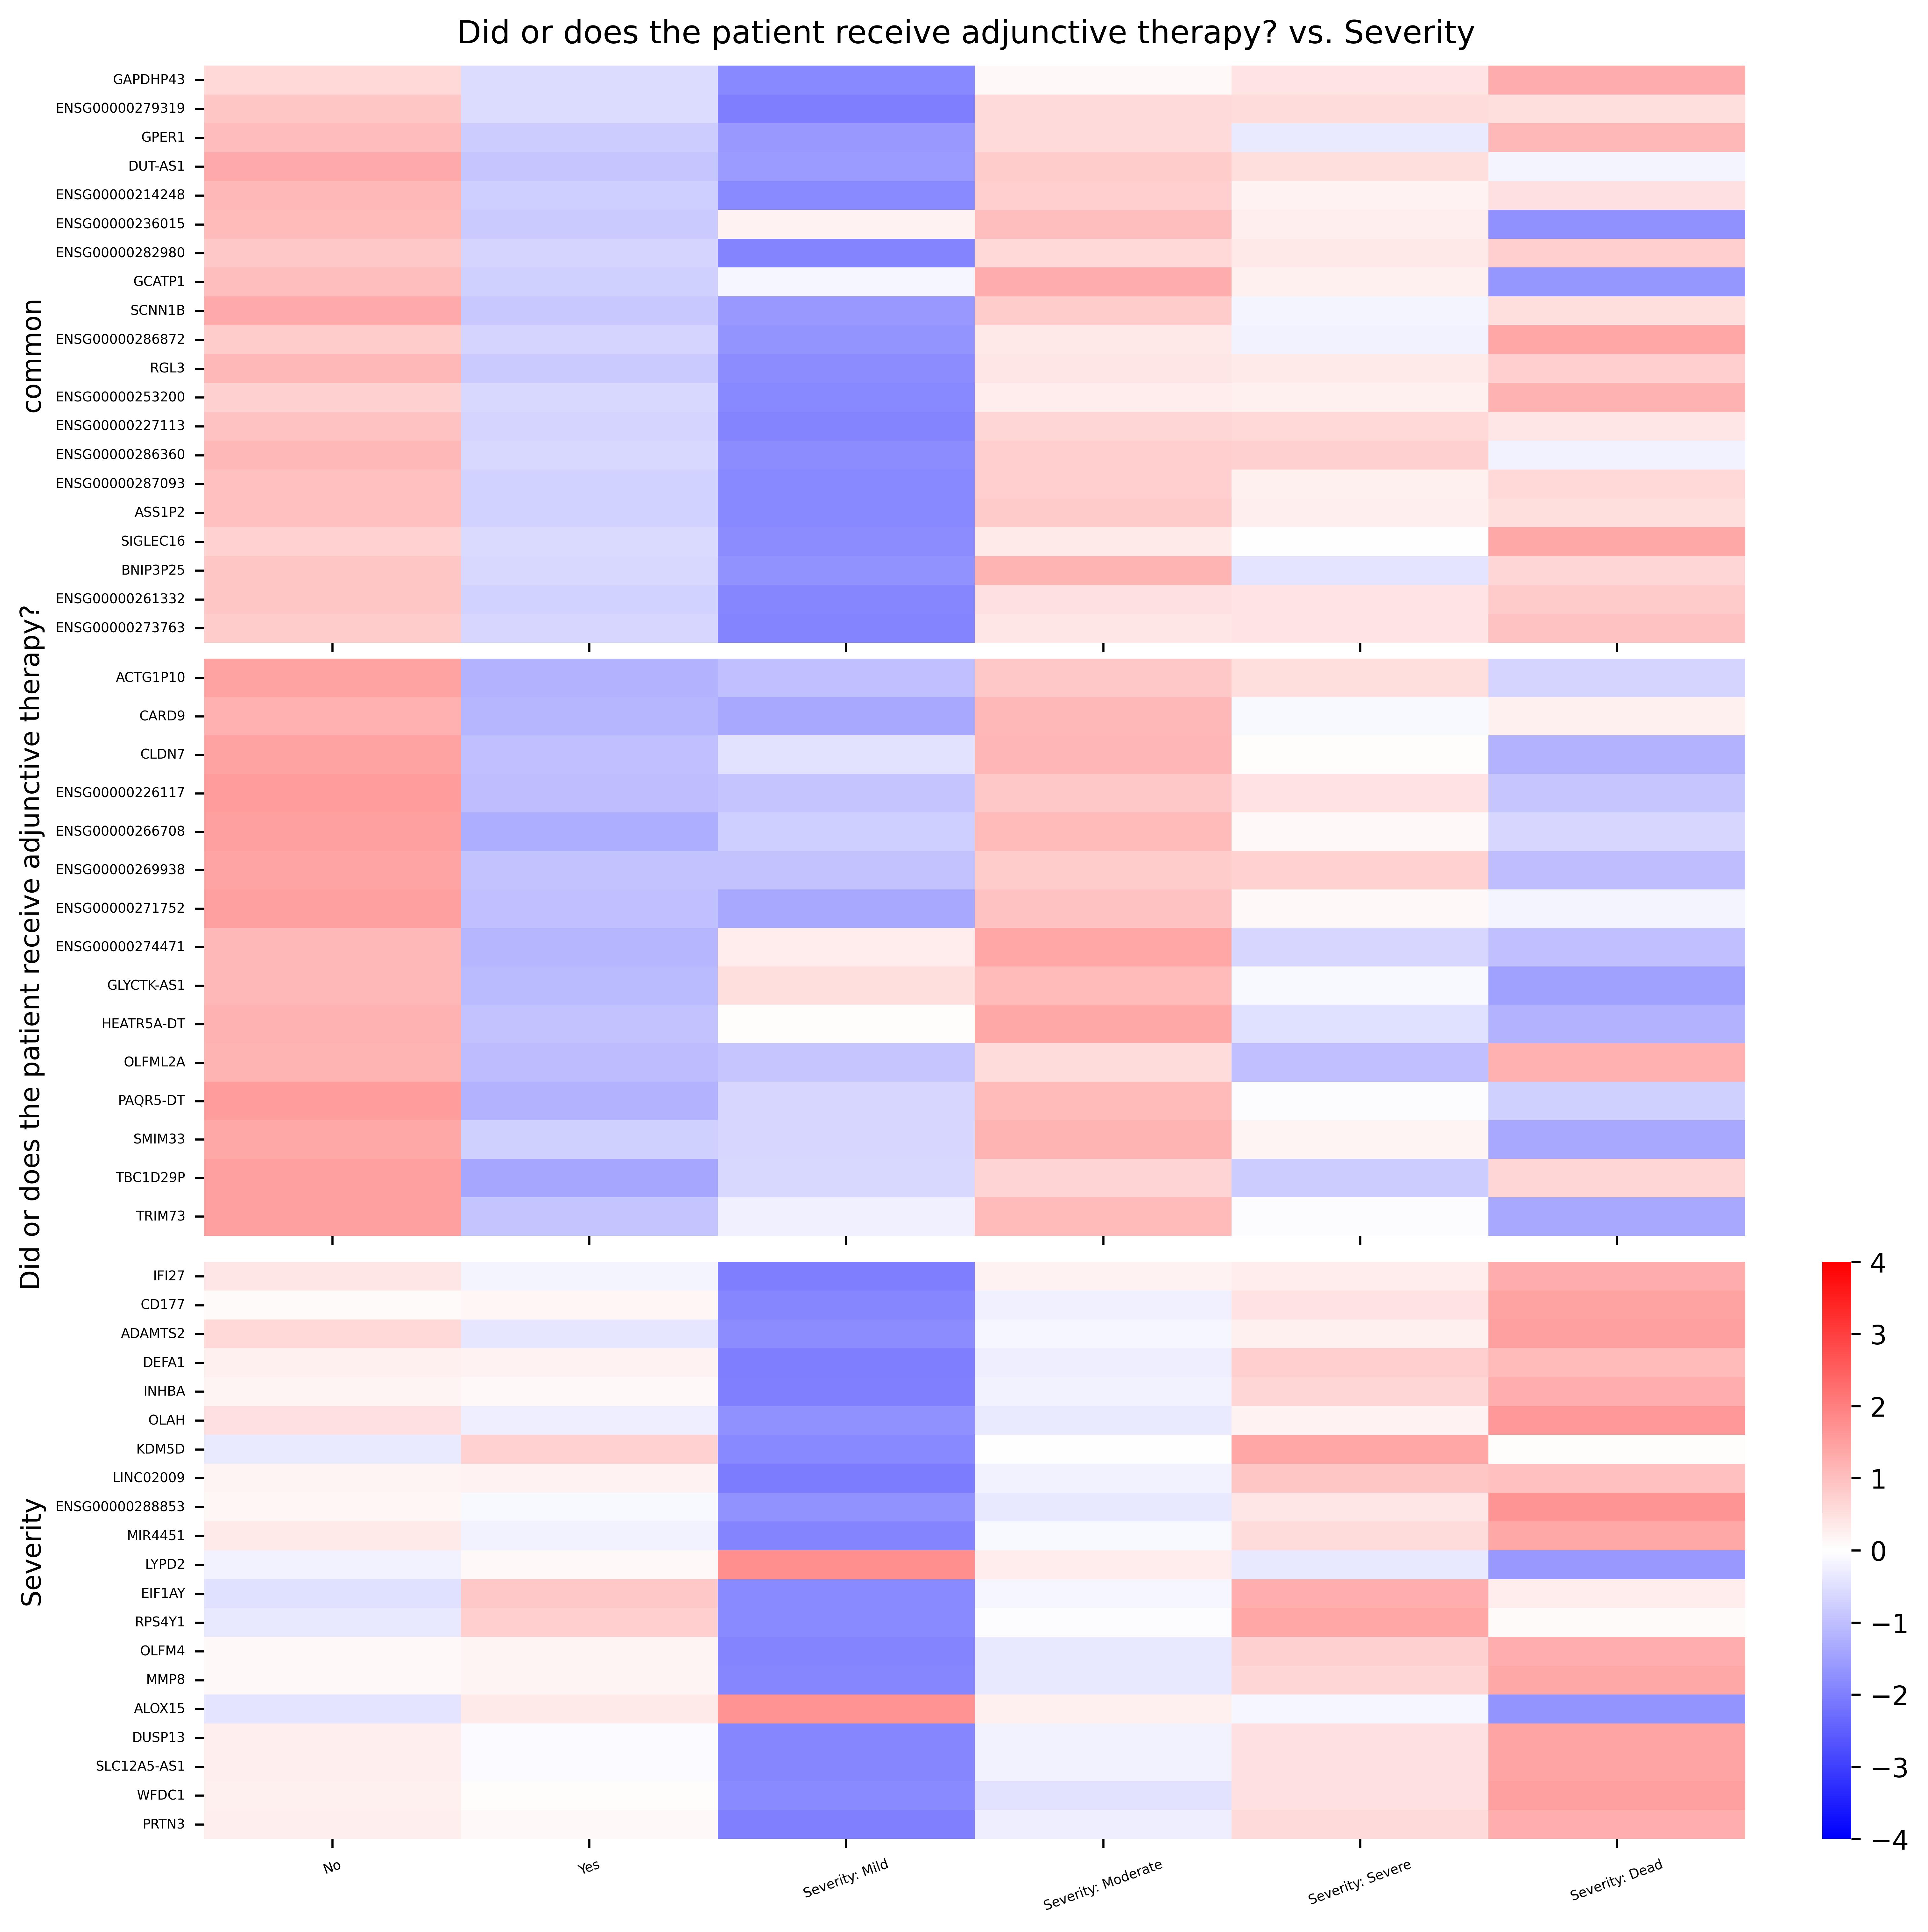 Did or does the patient receive adjunctive therapy? vs. Severity
common
GAPDHP43
ENSG00000279319
GPER1
DUT-AS1
ENSG00000214248
ENSG00000236015
ENSG00000282980
GCATP1
SCNN1B
ENSG00000286872
RGL3
ENSG00000253200
ENSG00000227113
ENSG00000286360
ENSG00000287093
ASS1P2
SIGLEC16
BNIP3P25
ENSG00000261332
ENSG00000273763
Did or does the patient receive adjunctive therapy?
ACTG1P10
CARD9
CLDN7
ENSG00000226117
ENSG00000266708
ENSG00000269938
ENSG00000271752
ENSG00000274471
GLYCTK-AS1
HEATR5A-DT
OLFML2A
PAQR5-DT
SMIM33
TBC1D29P
TRIM73
Severity
IFI27
CD177
ADAMTS2
DEFA1
INHBA
OLAH
KDM5D
LINC02009
ENSG00000288853
MIR4451
LYPD2
EIF1AY
RPS4Y1
OLFM4
MMP8
ALOX15
DUSP13
SLC12A5-AS1
WFDC1
PRTN3
No
Yes
Severity: Mild
Severity: Moderate
Severity: Severe
Severity: Dead
4
3
2
1
0
−1
−2
−3
−4